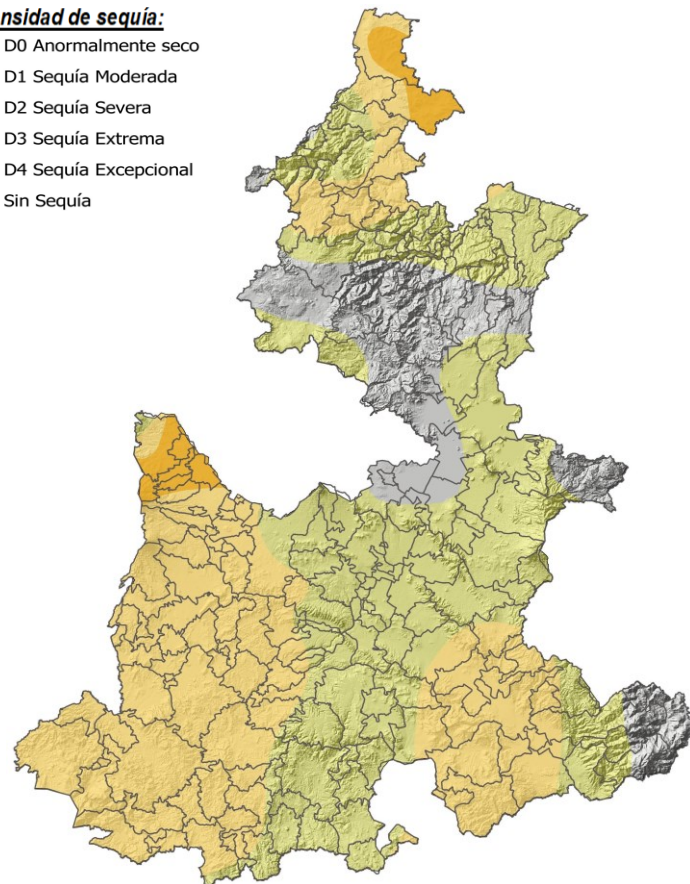 nsidad de sequía:
D0 Anormalmente seco
D1 Sequía Moderada
D2 Sequía Severa
D3 Sequía Extrema
D4 Sequía Excepcional
Sin Sequía